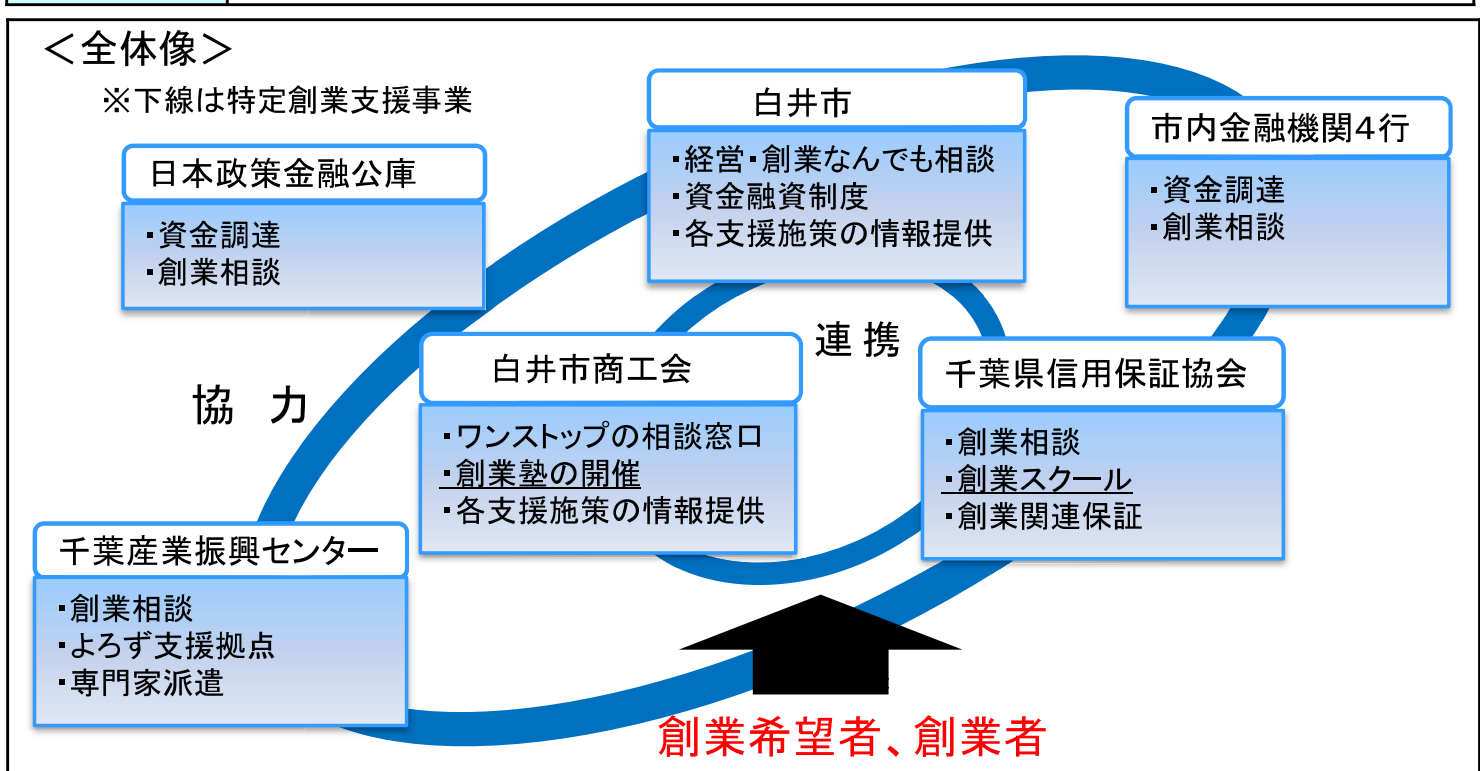 ＜全体像＞
※下線は特定創業支援事業
白井市
・経営・創業なんでも相談
・資金融資制度
・各支援施策の情報提供
市内金融機関４行
・資金調達
・創業相談
日本政策金融公庫
・資金調達
・創業相談
連携
協　力
白井市商工会
・ワンストップの相談窓口
・創業塾の開催
・各支援施策の情報提供
千葉県信用保証協会
・創業相談
・創業スクール
・創業関連保証
千葉産業振興センター
・創業相談
・よろず支援拠点
・専門家派遣
創業希望者、創業者